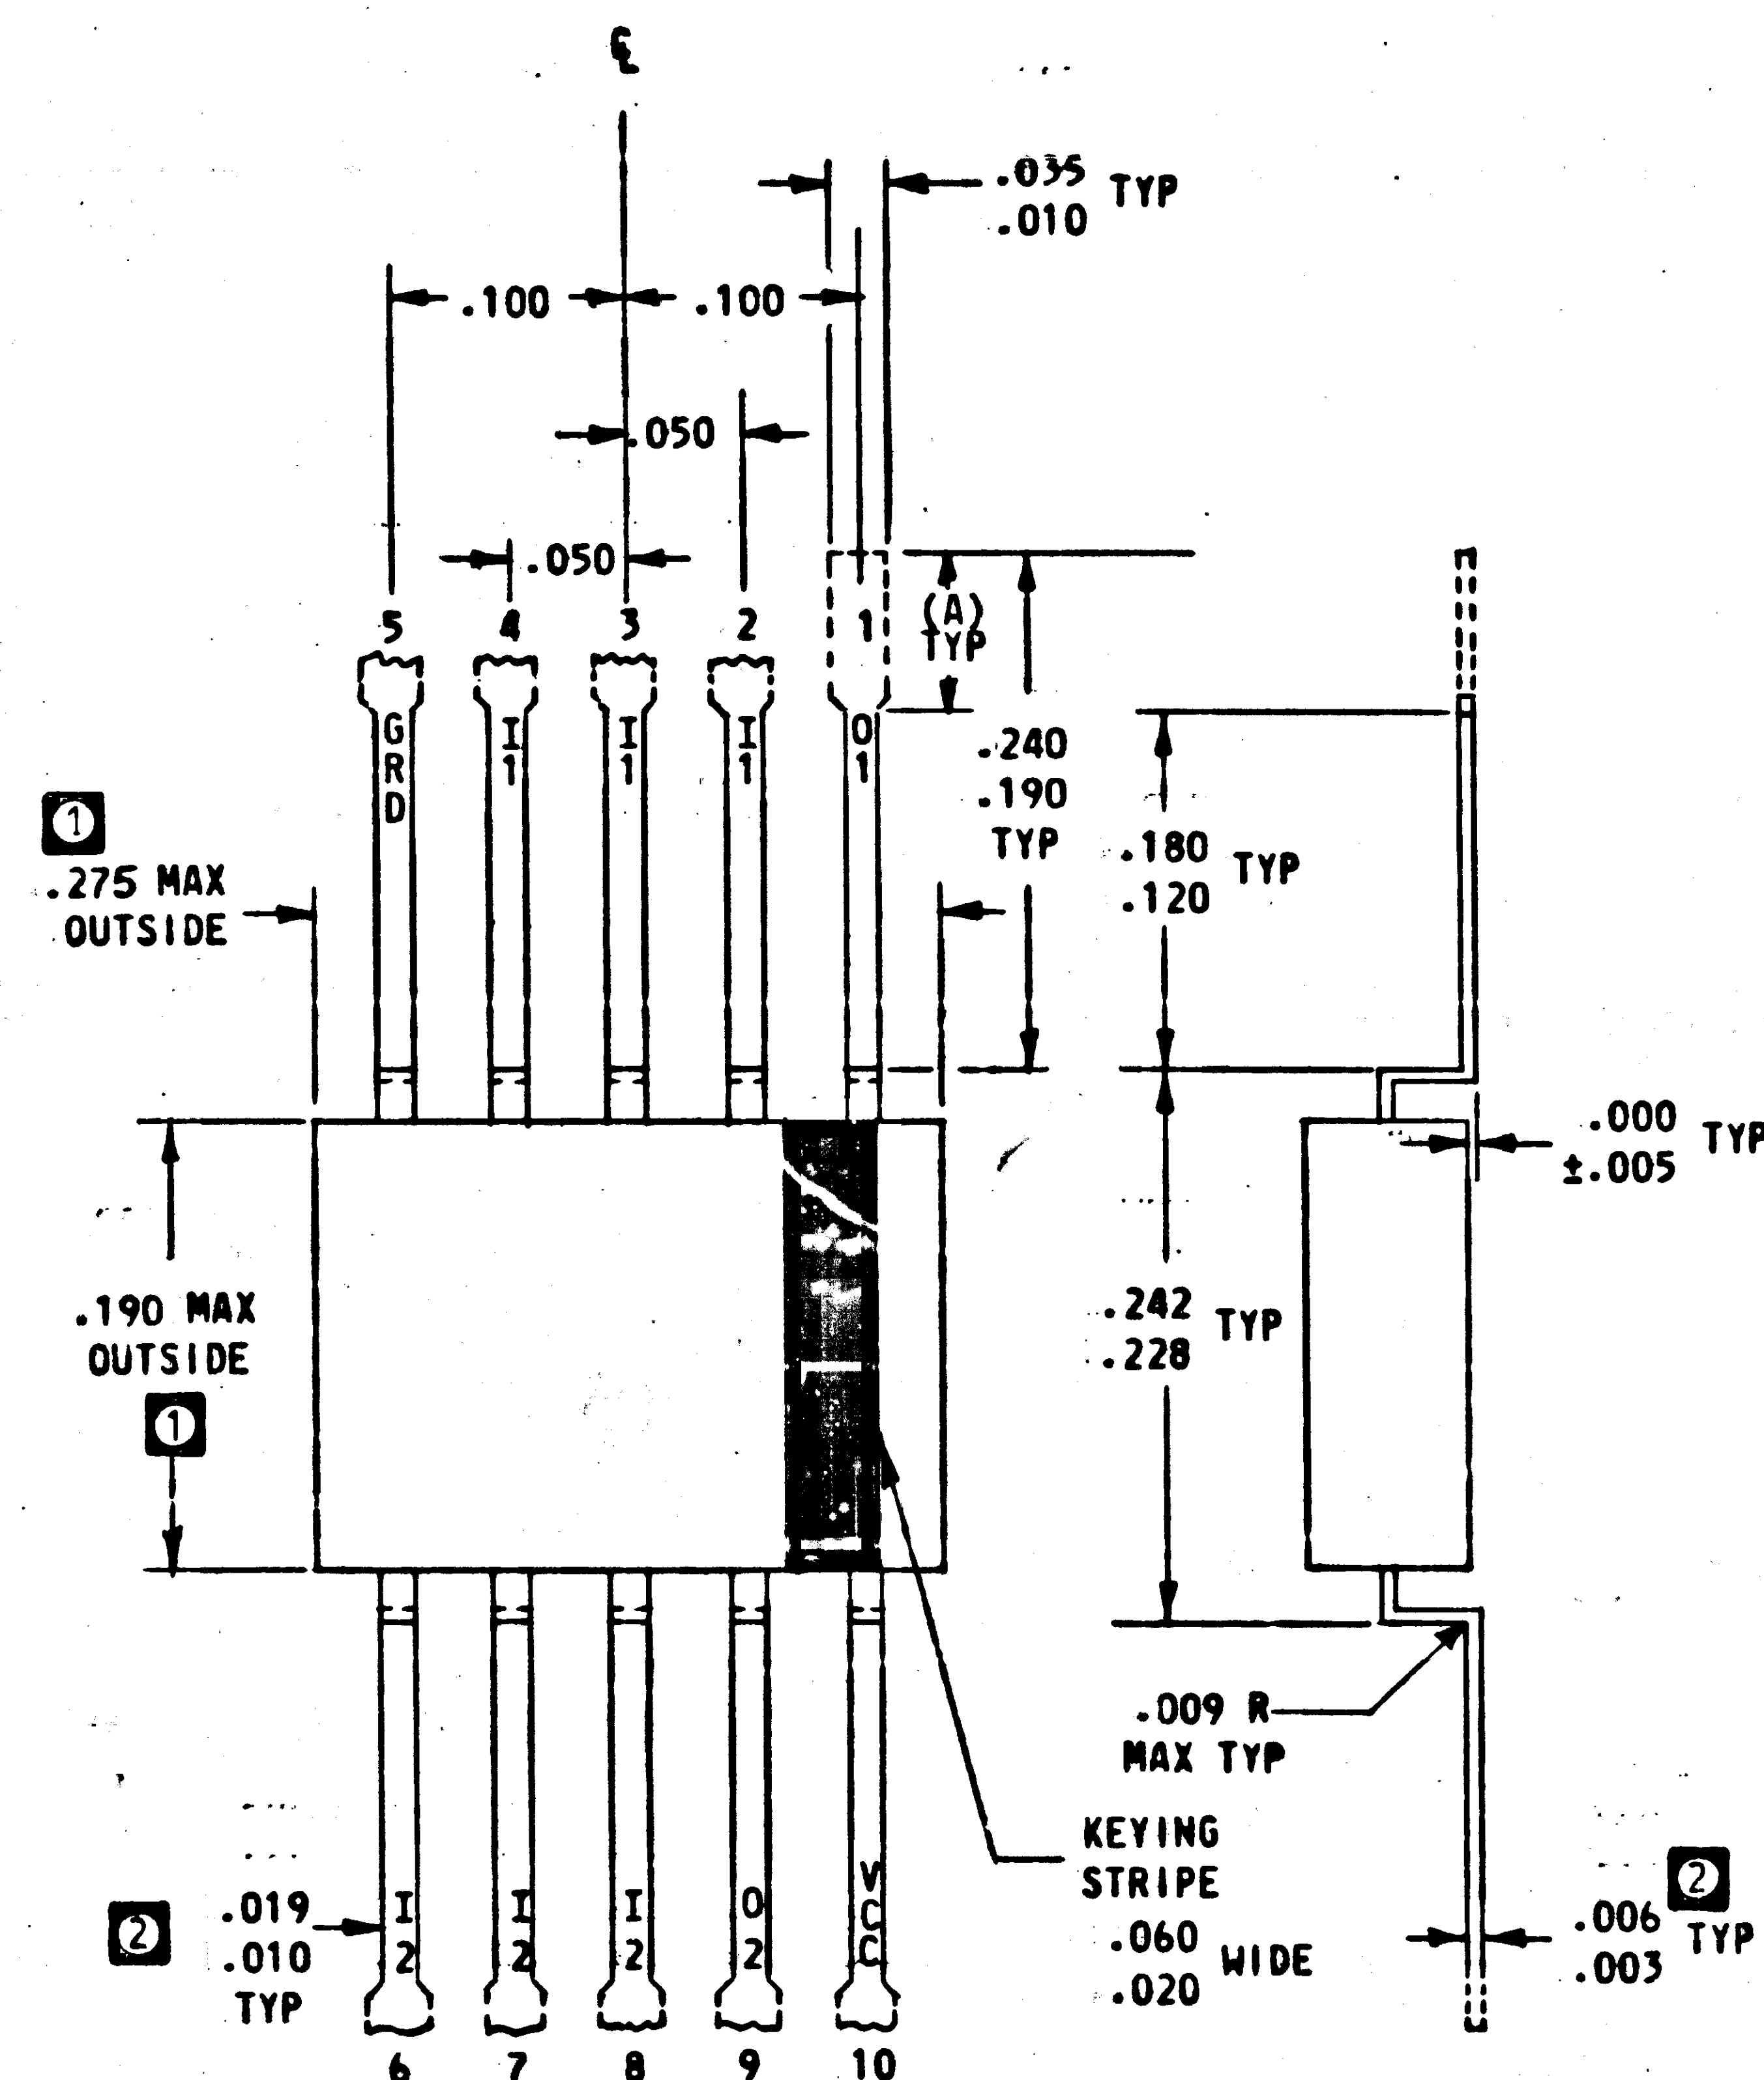 ℄
.035 TYP
.010
.100 .100
.050
.050
5 4 3 2 1
(A)
TYP
GRD I1 I1 I1 O1
.240
.190
TYP
1
.275 MAX
OUTSIDE
.180 TYP
.120
.000 TYP
±.005
.190 MAX
OUTSIDE
1
.242 TYP
.228
.009 R
MAX TYP
KEYING
STRIPE
.060 WIDE
.020
2
.019
.010
TYP
I2 I2 I2 O2 VCC
2
.006 TYP
.003
6 7 8 9 10